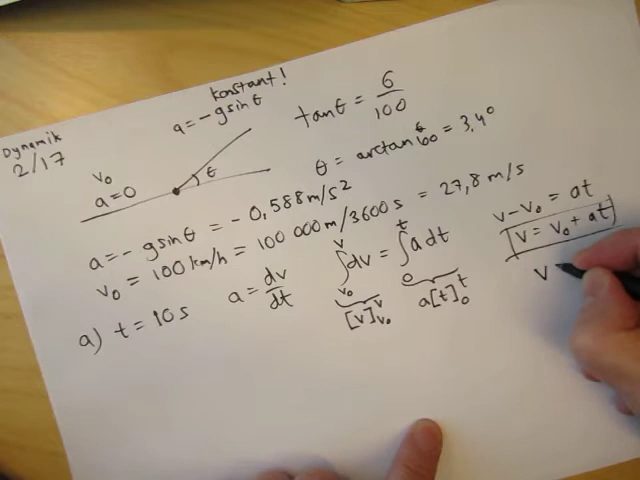 Dynamik
2/17
konstant!
a = - g sin θ
tan θ = 6/100
v₀
a = 0
θ
θ = arctan 6/100 = 3,4°
a = - g sin θ = - 0,588 m/s²
v₀ = 100 km/h = 100 000 m/3600 s = 27,8 m/s
a) t = 10 s
a = dv/dt
∫_{v₀}^{v} dv = ∫_{0}^{t} a dt
[v]_{v₀}^{v} a[t]_{0}^{t}
v - v₀ = at
v = v₀ + at
v